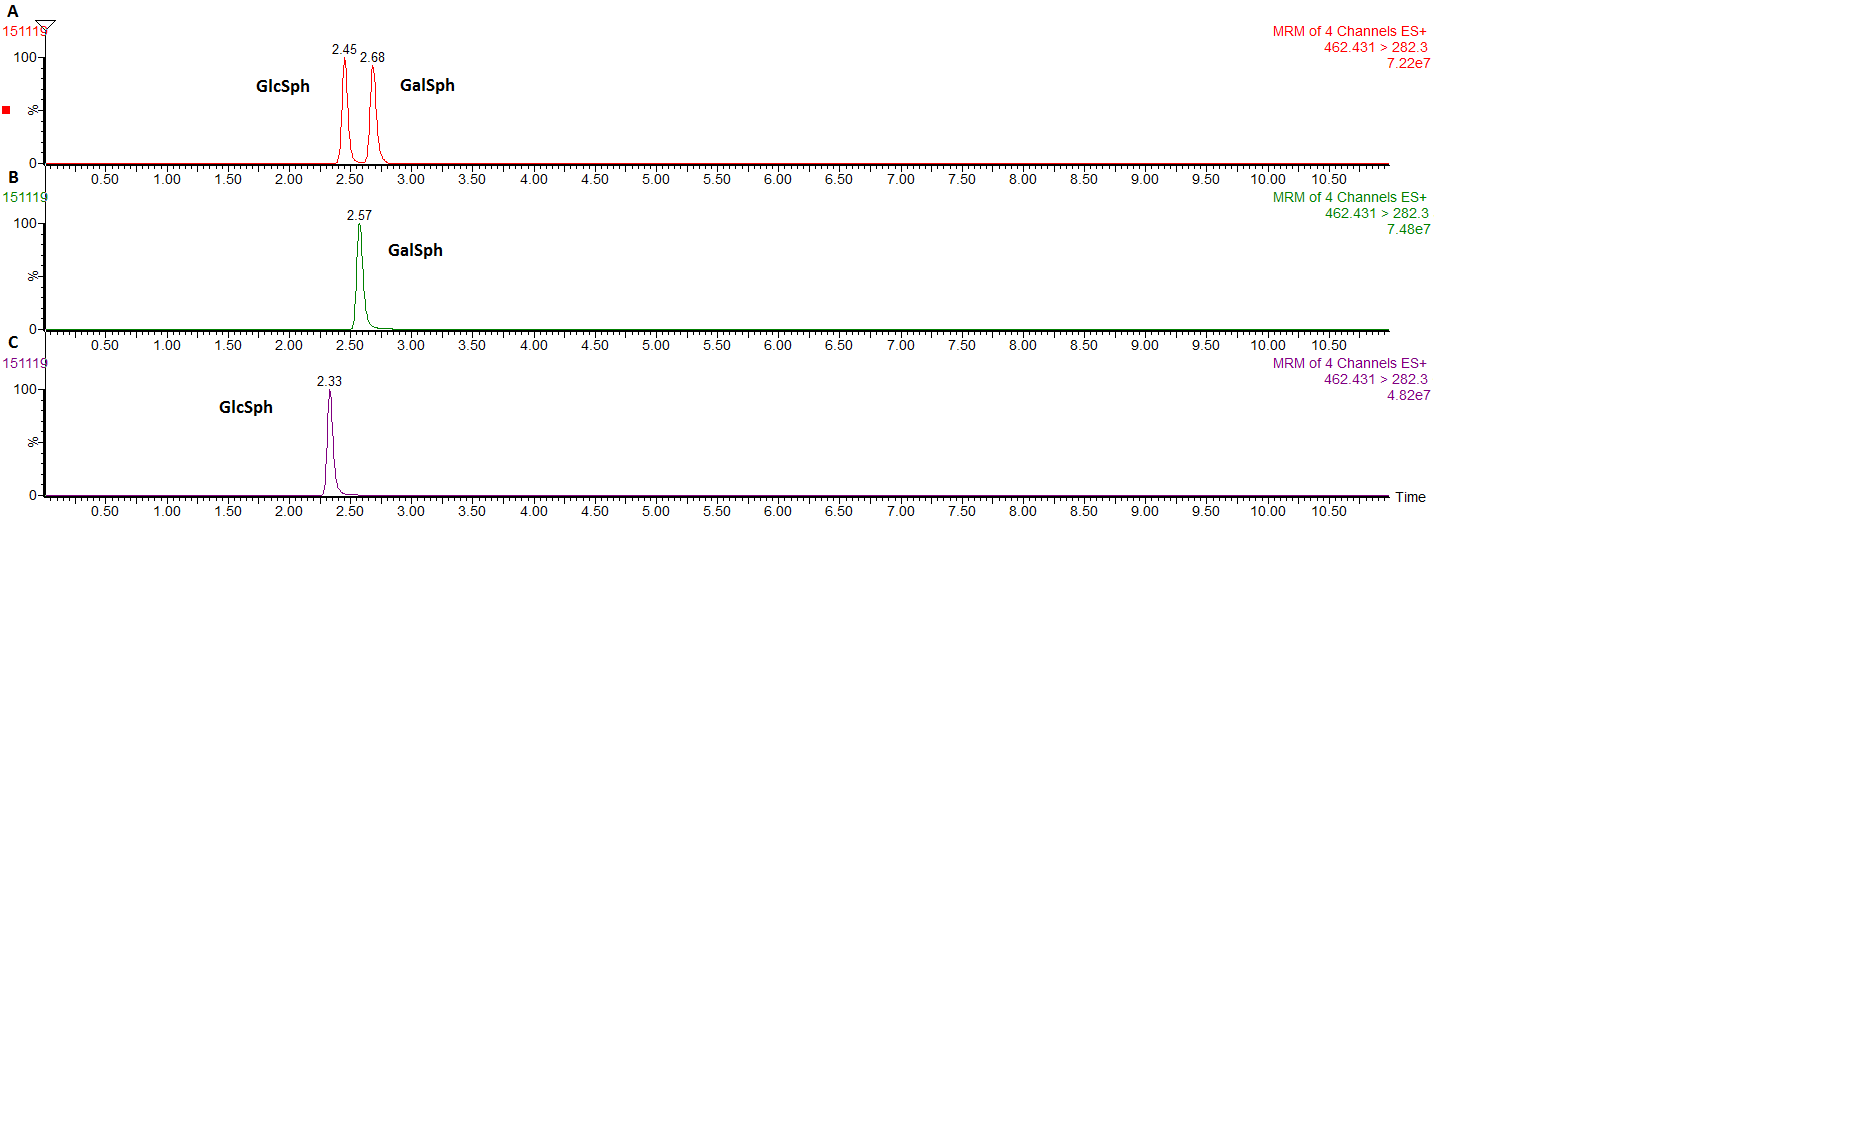 A
151119
MRM of 4 Channels ES+
462.431 > 282.3
7.22e7
2.45
2.68
100
GlcSph
GalSph
%
0
0.50 1.00 1.50 2.00 2.50 3.00 3.50 4.00 4.50 5.00 5.50 6.00 6.50 7.00 7.50 8.00 8.50 9.00 9.50 10.00 10.50
B
151119
MRM of 4 Channels ES+
462.431 > 282.3
7.48e7
2.57
100
GalSph
%
0
0.50 1.00 1.50 2.00 2.50 3.00 3.50 4.00 4.50 5.00 5.50 6.00 6.50 7.00 7.50 8.00 8.50 9.00 9.50 10.00 10.50
C
151119
MRM of 4 Channels ES+
462.431 > 282.3
4.82e7
2.33
100
GlcSph
%
0
Time
0.50 1.00 1.50 2.00 2.50 3.00 3.50 4.00 4.50 5.00 5.50 6.00 6.50 7.00 7.50 8.00 8.50 9.00 9.50 10.00 10.50